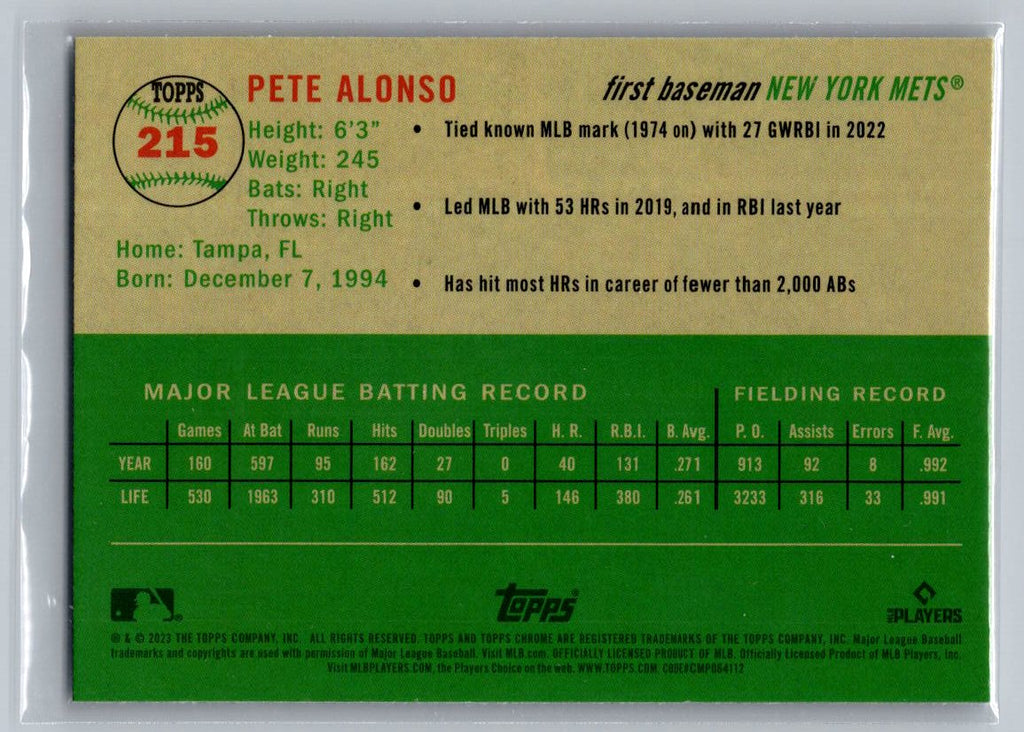 TOPPS
215
PETE ALONSO
first baseman NEW YORK METS®
Height: 6'3"
Weight: 245
Bats: Right
Throws: Right
Home: Tampa, FL
Born: December 7, 1994
• Tied known MLB mark (1974 on) with 27 GWRBI in 2022
• Led MLB with 53 HRs in 2019, and in RBI last year
• Has hit most HRs in career of fewer than 2,000 ABs
MAJOR LEAGUE BATTING RECORD FIELDING RECORD
Games At Bat Runs Hits Doubles Triples H. R. R.B.I. B. Avg. P. O. Assists Errors F. Avg.
YEAR 160 597 95 162 27 0 40 131 .271 913 92 8 .992
LIFE 530 1963 310 512 90 5 146 380 .261 3233 316 33 .991
Topps®
MLB PLAYERS
® & © 2023 THE TOPPS COMPANY, INC. ALL RIGHTS RESERVED. TOPPS AND TOPPS CHROME ARE REGISTERED TRADEMARKS OF THE TOPPS COMPANY, INC. Major League Baseball
trademarks and copyrights are used with permission of Major League Baseball. Visit MLB.com. OFFICIALLY LICENSED PRODUCT OF MLB. Officially Licensed Product of MLB Players, Inc.
Visit MLBPLAYERS.COM, the Players Choice on the web. WWW.TOPPS.COM. CODE#CMP084112